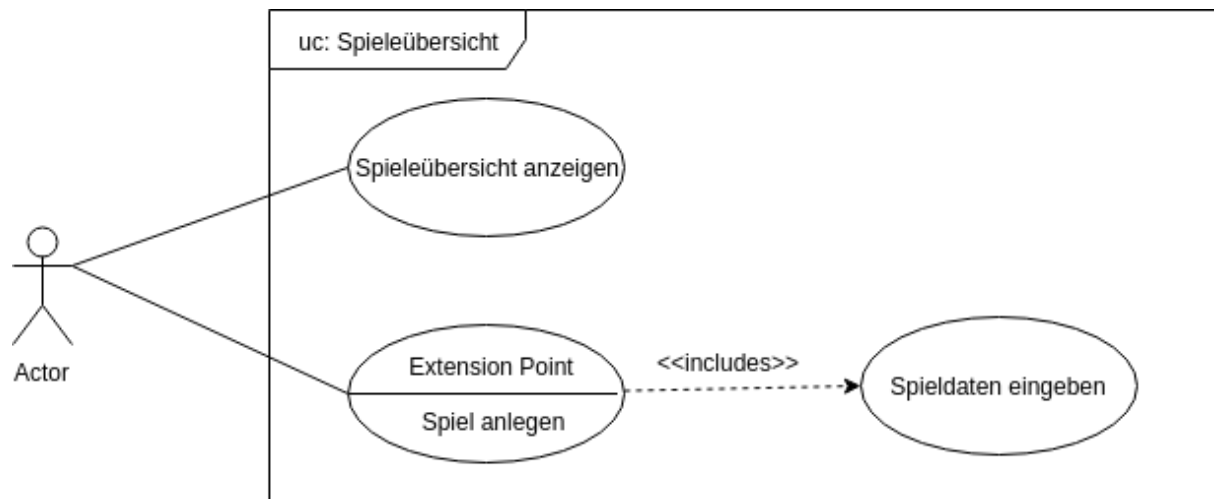 uc: Spieleübersicht
Spieleübersicht anzeigen
Actor
Extension Point
Spiel anlegen
<<includes>>
Spieldaten eingeben